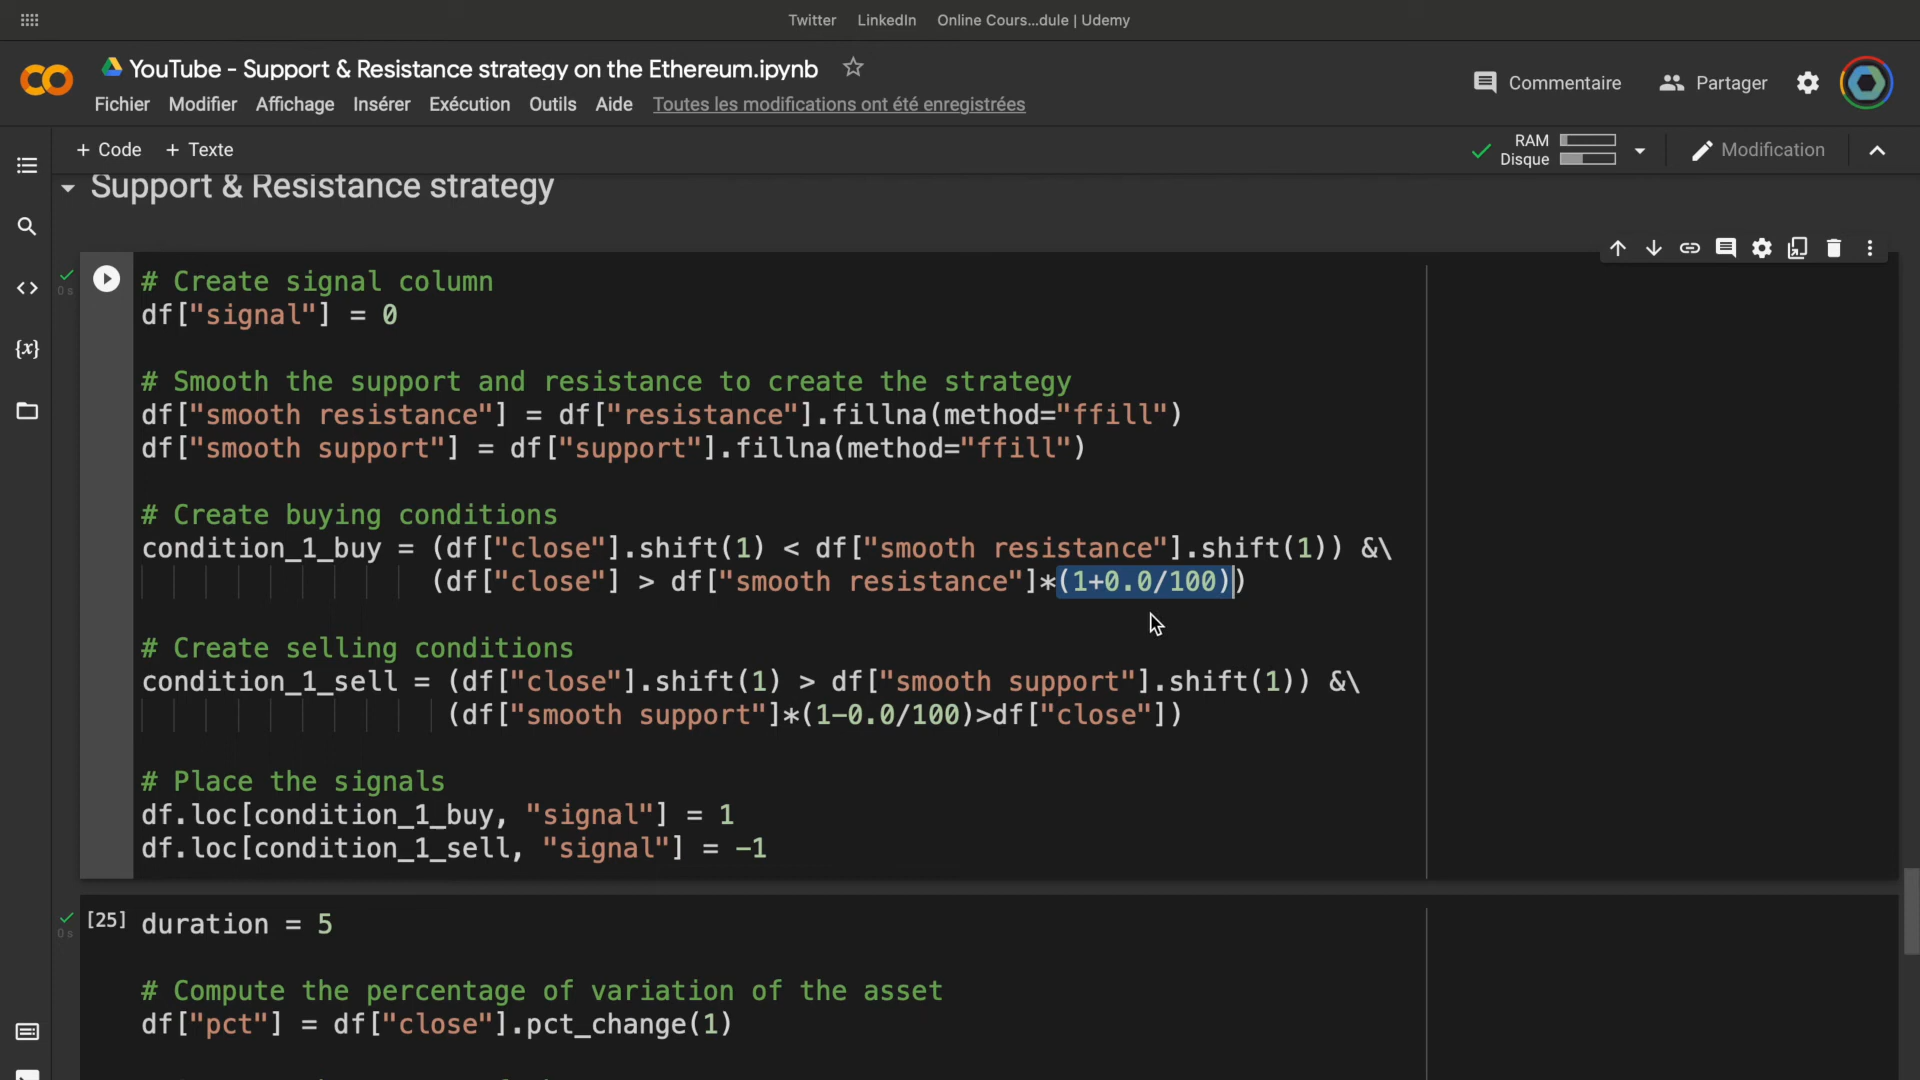 Twitter LinkedIn Online Cours...dule | Udemy
YouTube - Support & Resistance strategy on the Ethereum.ipynb
Fichier Modifier Affichage Insérer Exécution Outils Aide Toutes les modifications ont été enregistrées
Commentaire Partager
+ Code + Texte
RAM
Disque
Modification
Support & Resistance strategy
0 s
# Create signal column
df["signal"] = 0
# Smooth the support and resistance to create the strategy
df["smooth resistance"] = df["resistance"].fillna(method="ffill")
df["smooth support"] = df["support"].fillna(method="ffill")
# Create buying conditions
condition_1_buy = (df["close"].shift(1) < df["smooth resistance"].shift(1)) &\
(df["close"] > df["smooth resistance"]*(1+0.0/100))
# Create selling conditions
condition_1_sell = (df["close"].shift(1) > df["smooth support"].shift(1)) &\
(df["smooth support"]*(1-0.0/100)>df["close"])
# Place the signals
df.loc[condition_1_buy, "signal"] = 1
df.loc[condition_1_sell, "signal"] = -1
0 s
[25] duration = 5
# Compute the percentage of variation of the asset
df["pct"] = df["close"].pct_change(1)